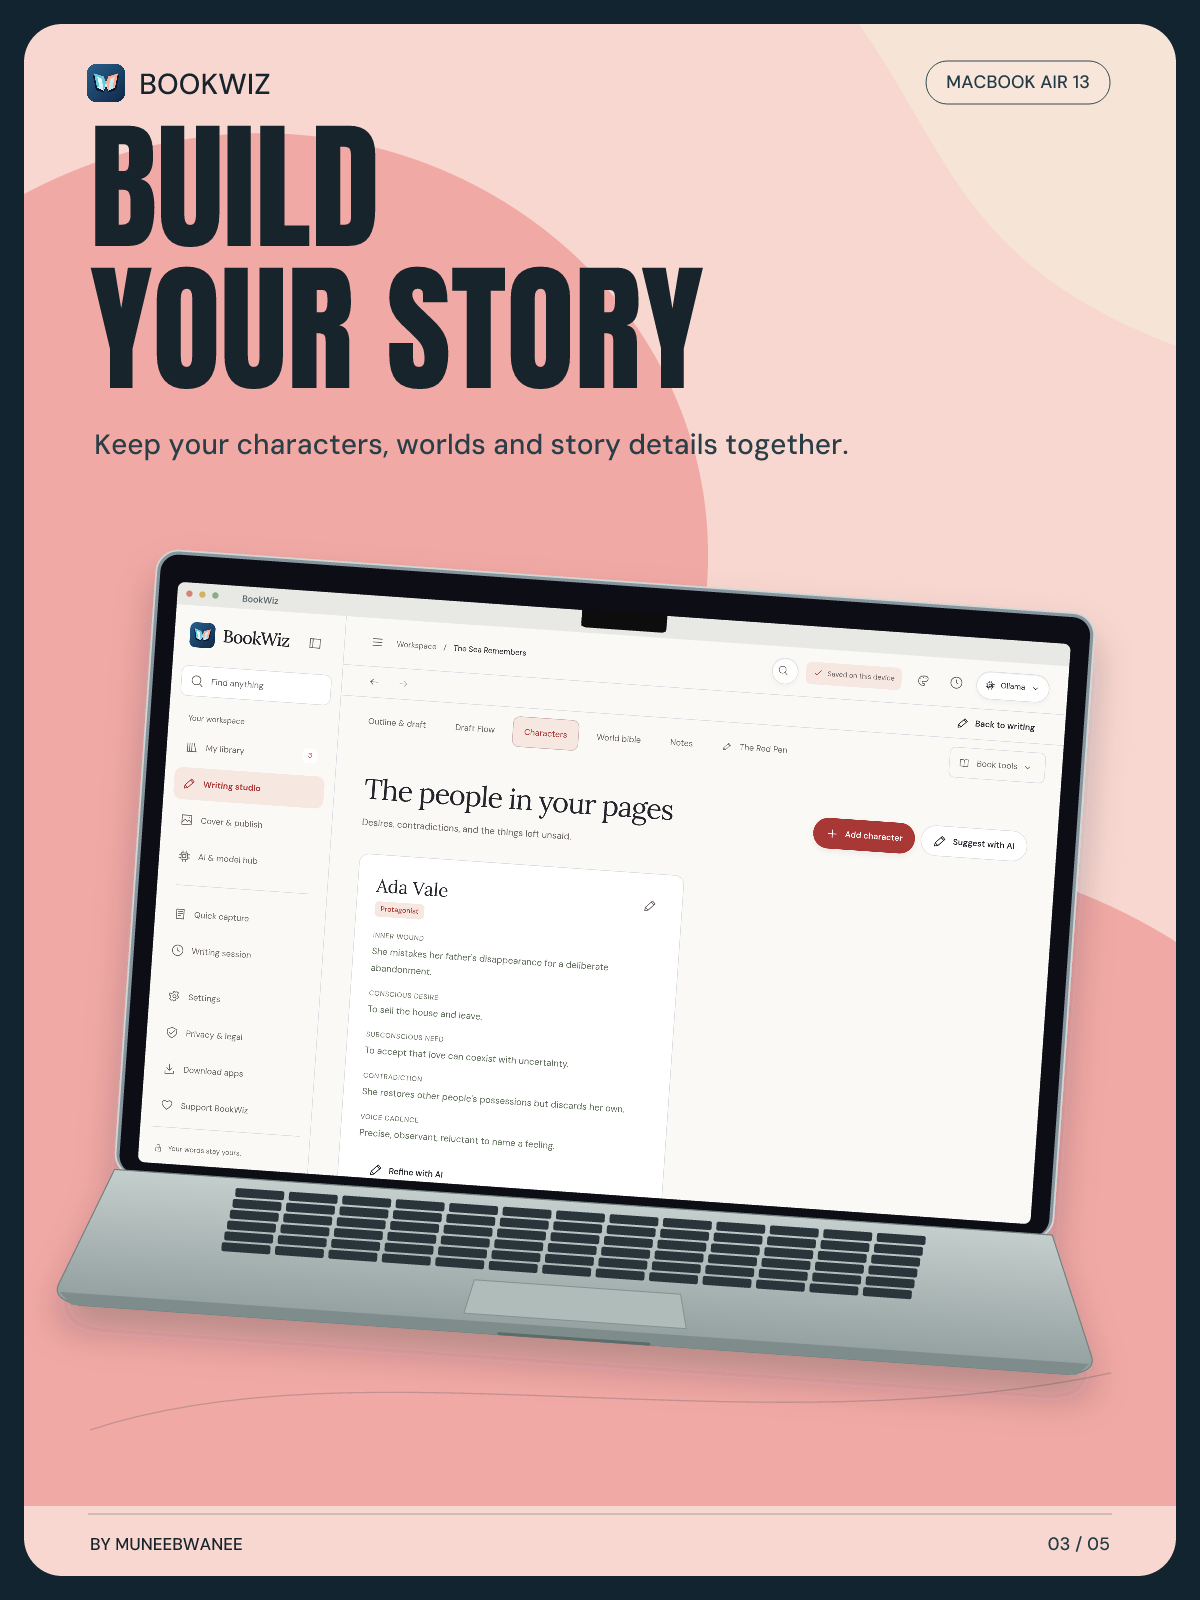 BOOKWIZ
MACBOOK AIR 13
BUILD
YOUR STORY
Keep your characters, worlds and story details together.
BookWiz
BookWiz
Find anything
Your workspace
My library
3
Writing studio
Cover & publish
AI & model hub
Quick capture
Writing session
Settings
Privacy & legal
Download apps
Support BookWiz
Your words stay yours.
Workspace / The Sea Remembers
Saved on this device
Ollama
Back to writing
Outline & draft
Draft Flow
Characters
World bible
Notes
The Red Pen
Book tools
The people in your pages
Desires, contradictions, and the things left unsaid.
Add character
Suggest with AI
Ada Vale
Protagonist
INNER WOUND
She mistakes her father's disappearance for a deliberate
abandonment.
CONSCIOUS DESIRE
To sell the house and leave.
SUBCONSCIOUS NEED
To accept that love can coexist with uncertainty.
CONTRADICTION
She restores other people's possessions but discards her own.
VOICE CADENCE
Precise, observant, reluctant to name a feeling.
Refine with AI
BY MUNEEBWANEE
03 / 05